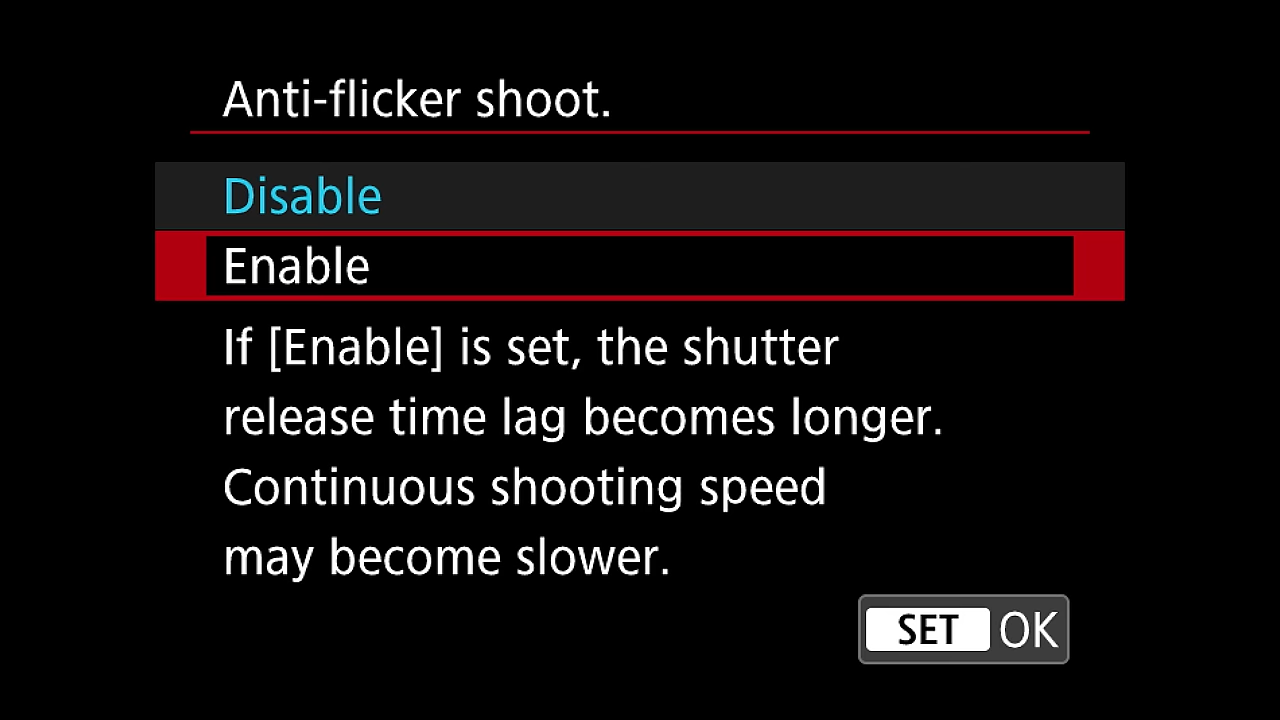 Anti-flicker shoot.
Disable
Enable
If [Enable] is set, the shutter
release time lag becomes longer.
Continuous shooting speed
may become slower.
SET OK